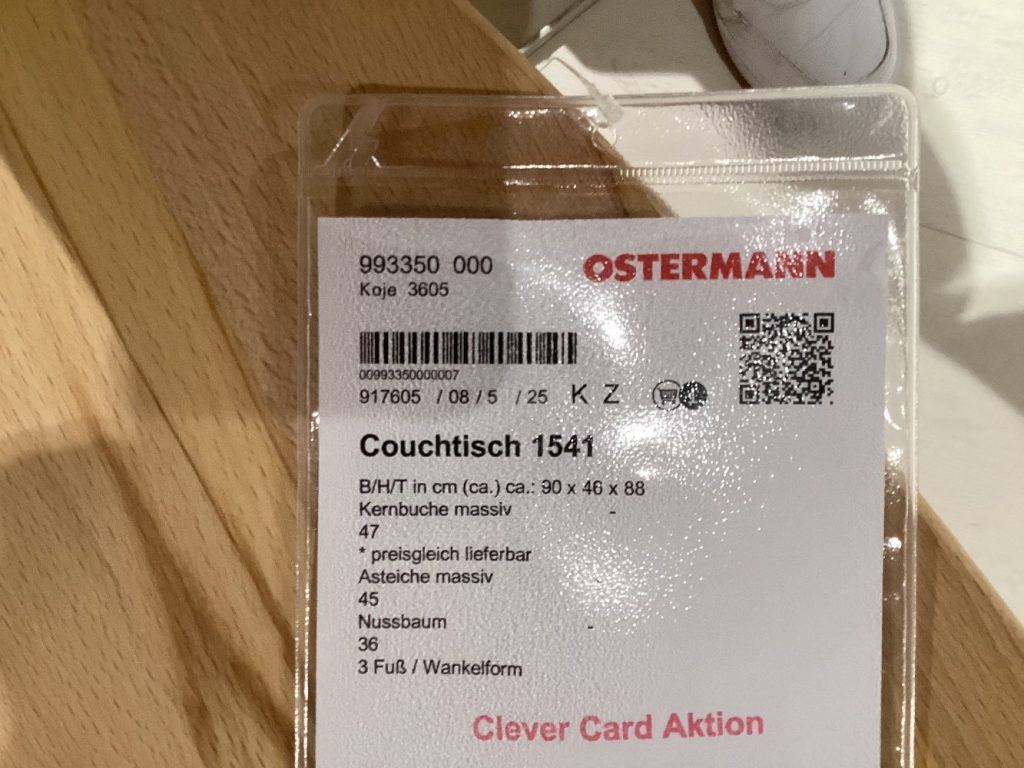 993350 000
OSTERMANN
Koje 3605
00993350000007
917605 / 08 / 5 / 25 K Z
Couchtisch 1541
B/H/T in cm (ca.) ca.: 90 x 46 x 88
Kernbuche massiv -
47
* preisgleich lieferbar
Asteiche massiv -
45
Nussbaum -
36
3 Fuß / Wankelform
Clever Card Aktion